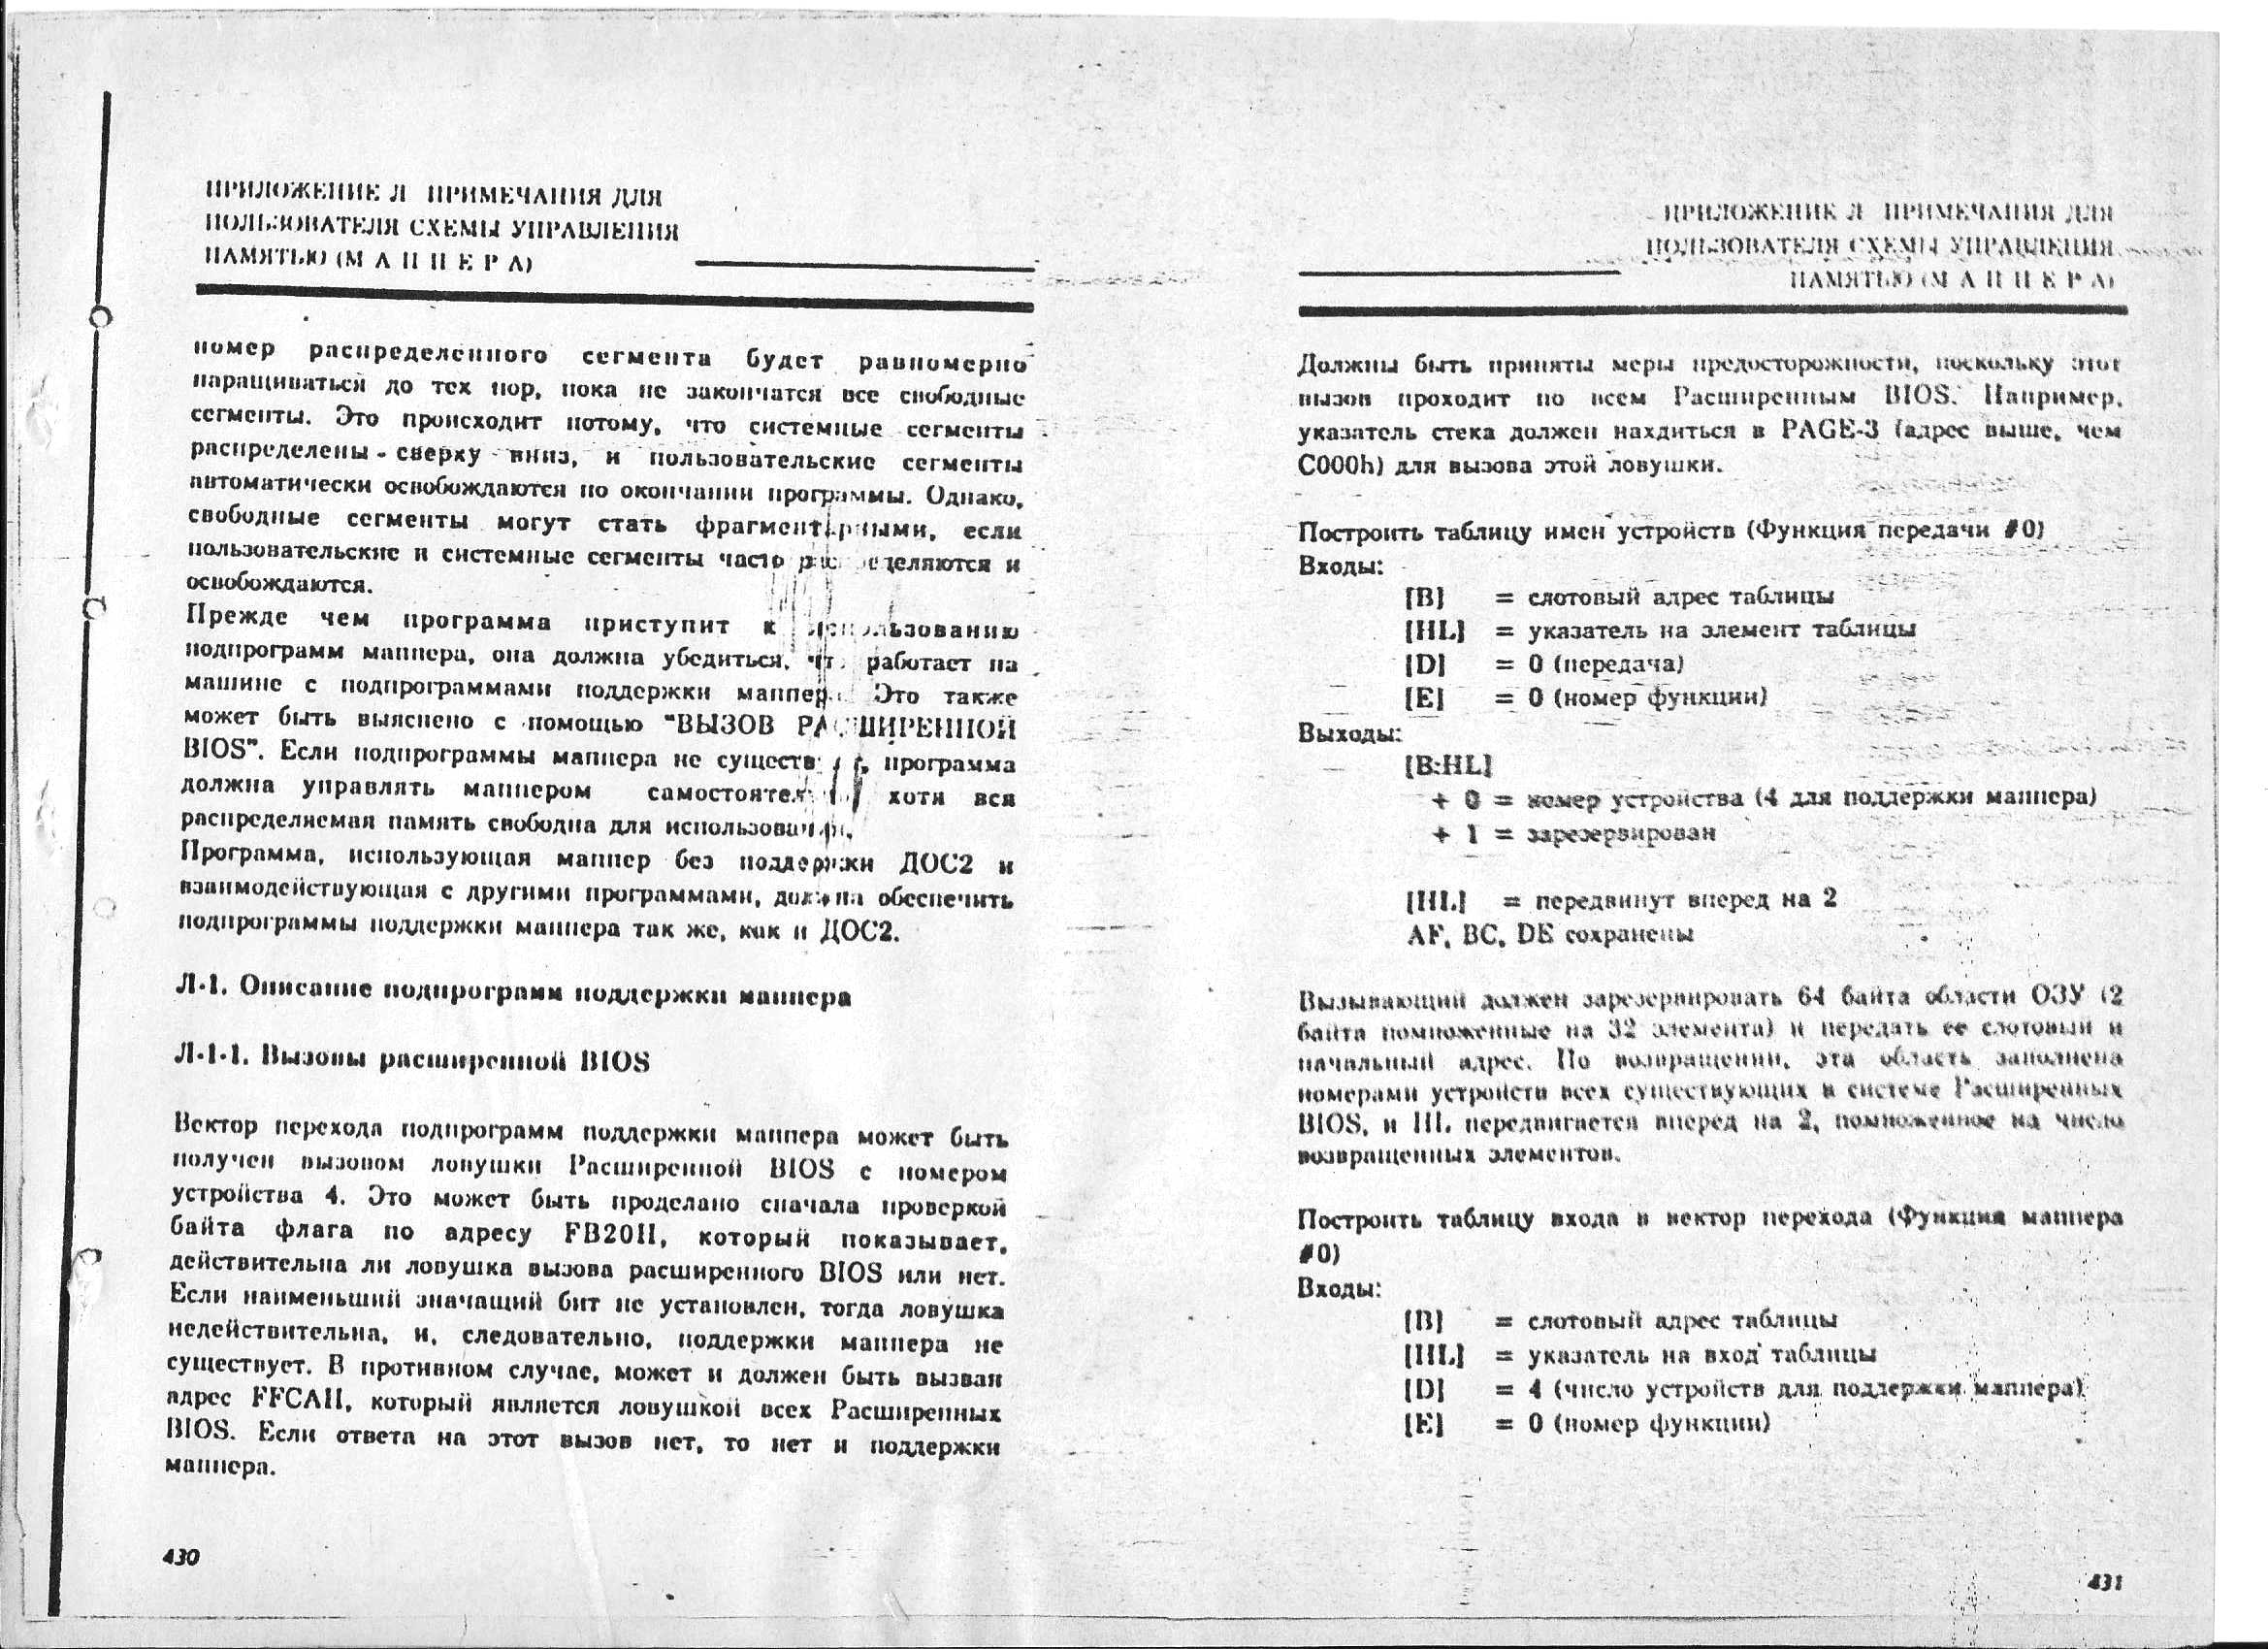 ПРИЛОЖЕНИЕ Л ПРИМЕЧАНИЯ ДЛЯ
ПОЛЬЗОВАТЕЛЯ СХЕМЫ УПРАВЛЕНИЯ
ПАМЯТЬЮ (М А П П Е Р А)
номер распределенного сегмента будет равномерно
наращиваться до тех пор, пока не закончатся все свободные
сегменты. Это происходит потому, что системные сегменты
распределены - сверху - вниз, и пользовательские сегменты
автоматически освобождаются по окончании программы. Однако,
свободные сегменты могут стать если
пользовательские и системные сегменты часто и
освобождаются.
Прежде чем программа приступит к использованию
подпрограмм маппера, она должна убедиться, работает на
машине с подпрограммами поддержки Это также
может быть выяснено с помощью "ВЫЗОВ РАСШИРЕННОЙ
BIOS". Если подпрограммы маппера не программа
должна управлять маппером хотя вся
распределяемая память свободна для
Программа, использующая маппер без поддержки ДОС2 и
взаимодействующая с другими программами, должна обеспечить
подпрограммы поддержки маппера так же, как и ДОС2.
Л-1. Описание подпрограмм поддержки маппера
Л-1-1. Вызовы расширенной BIOS
Вектор перехода подпрограмм поддержки маппера может быть
получен вызовом ловушки Расширенной BIOS с номером
устройства 4. Это может быть проделано сначала проверкой
байта флага по адресу FB20H, который показывает,
действительна ли ловушка вызова расширенного BIOS или нет.
Если наименьший значащий бит не установлен, тогда ловушка
недействительна, и, следовательно, поддержки маппера не
существует. В противном случае, может и должен быть вызван
адрес FFCAH, который является ловушкой всех Расширенных
BIOS. Если ответа на этот вызов нет, то нет и поддержки
маппера.
430
ПРИЛОЖЕНИЕ Л ПРИМЕЧАНИЯ ДЛЯ
ПОЛЬЗОВАТЕЛЯ СХЕМЫ УПРАВЛЕНИЯ
ПАМЯТЬЮ (М А П П Е Р А)
Должны быть приняты меры предосторожности, поскольку этот
вызов проходит по всем Расширенным BIOS. Например,
указатель стека должен нахдиться в PAGE-3 (адрес выше, чем
C000h) для вызова этой ловушки.
Построить таблицу имен устройств (Функция передачи #0)
Входы:
[B] = слотовый адрес таблицы
[HL] = указатель на элемент таблицы
[D] = 0 (передача)
[E] = 0 (номер функции)
Выходы:
[B:HL]
+ 0 = номер устройства (4 для поддержки маппера)
+ 1 = зарезервирован
[HL] = передвинут вперед на 2
AF, BC, DE сохранены
Вызывающий должен зарезервировать 64 байта области ОЗУ (2
байта помноженные на 32 элемента) и передать ее слотовый и
начальный адрес. По возвращении, эта область заполнена
номерами устройств всех существующих в системе Расширенных
BIOS, и HL передвигается вперед на 2, помноженное на число
возвращенных элементов.
Построить таблицу входа в вектор перехода (Функция маппера
#0)
Входы:
[B] = слотовый адрес таблицы
[HL] = указатель на вход таблицы
[D] = 4 (число устройств для поддержки маппера)
[E] = 0 (номер функции)
431